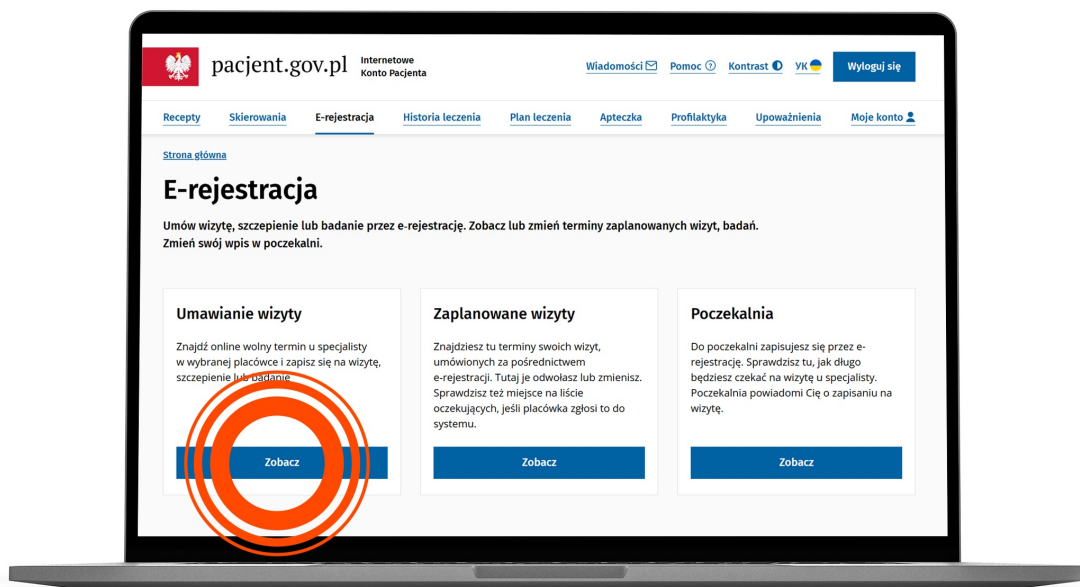 pacjent.gov.pl
Internetowe
Konto Pacjenta
Wiadomości
Pomoc
Kontrast
УК
Wyloguj się
Recepty
Skierowania
E-rejestracja
Historia leczenia
Plan leczenia
Apteczka
Profilaktyka
Upoważnienia
Moje konto
Strona główna
E-rejestracja
Umów wizytę, szczepienie lub badanie przez e-rejestrację. Zobacz lub zmień terminy zaplanowanych wizyt, badań.
Zmień swój wpis w poczekalni.
Umawianie wizyty
Znajdź online wolny termin u specjalisty
w wybranej placówce i zapisz się na wizytę,
szczepienie lub badanie
Zobacz
Zaplanowane wizyty
Znajdziesz tu terminy swoich wizyt,
umówionych za pośrednictwem
e-rejestracji. Tutaj je odwołasz lub zmienisz.
Sprawdzisz też miejsce na liście
oczekujących, jeśli placówka zgłosi to do
systemu.
Zobacz
Poczekalnia
Do poczekalni zapisujesz się przez e-
rejestrację. Sprawdzisz tu, jak długo
będziesz czekać na wizytę u specjalisty.
Poczekalnia powiadomi Cię o zapisaniu na
wizytę.
Zobacz